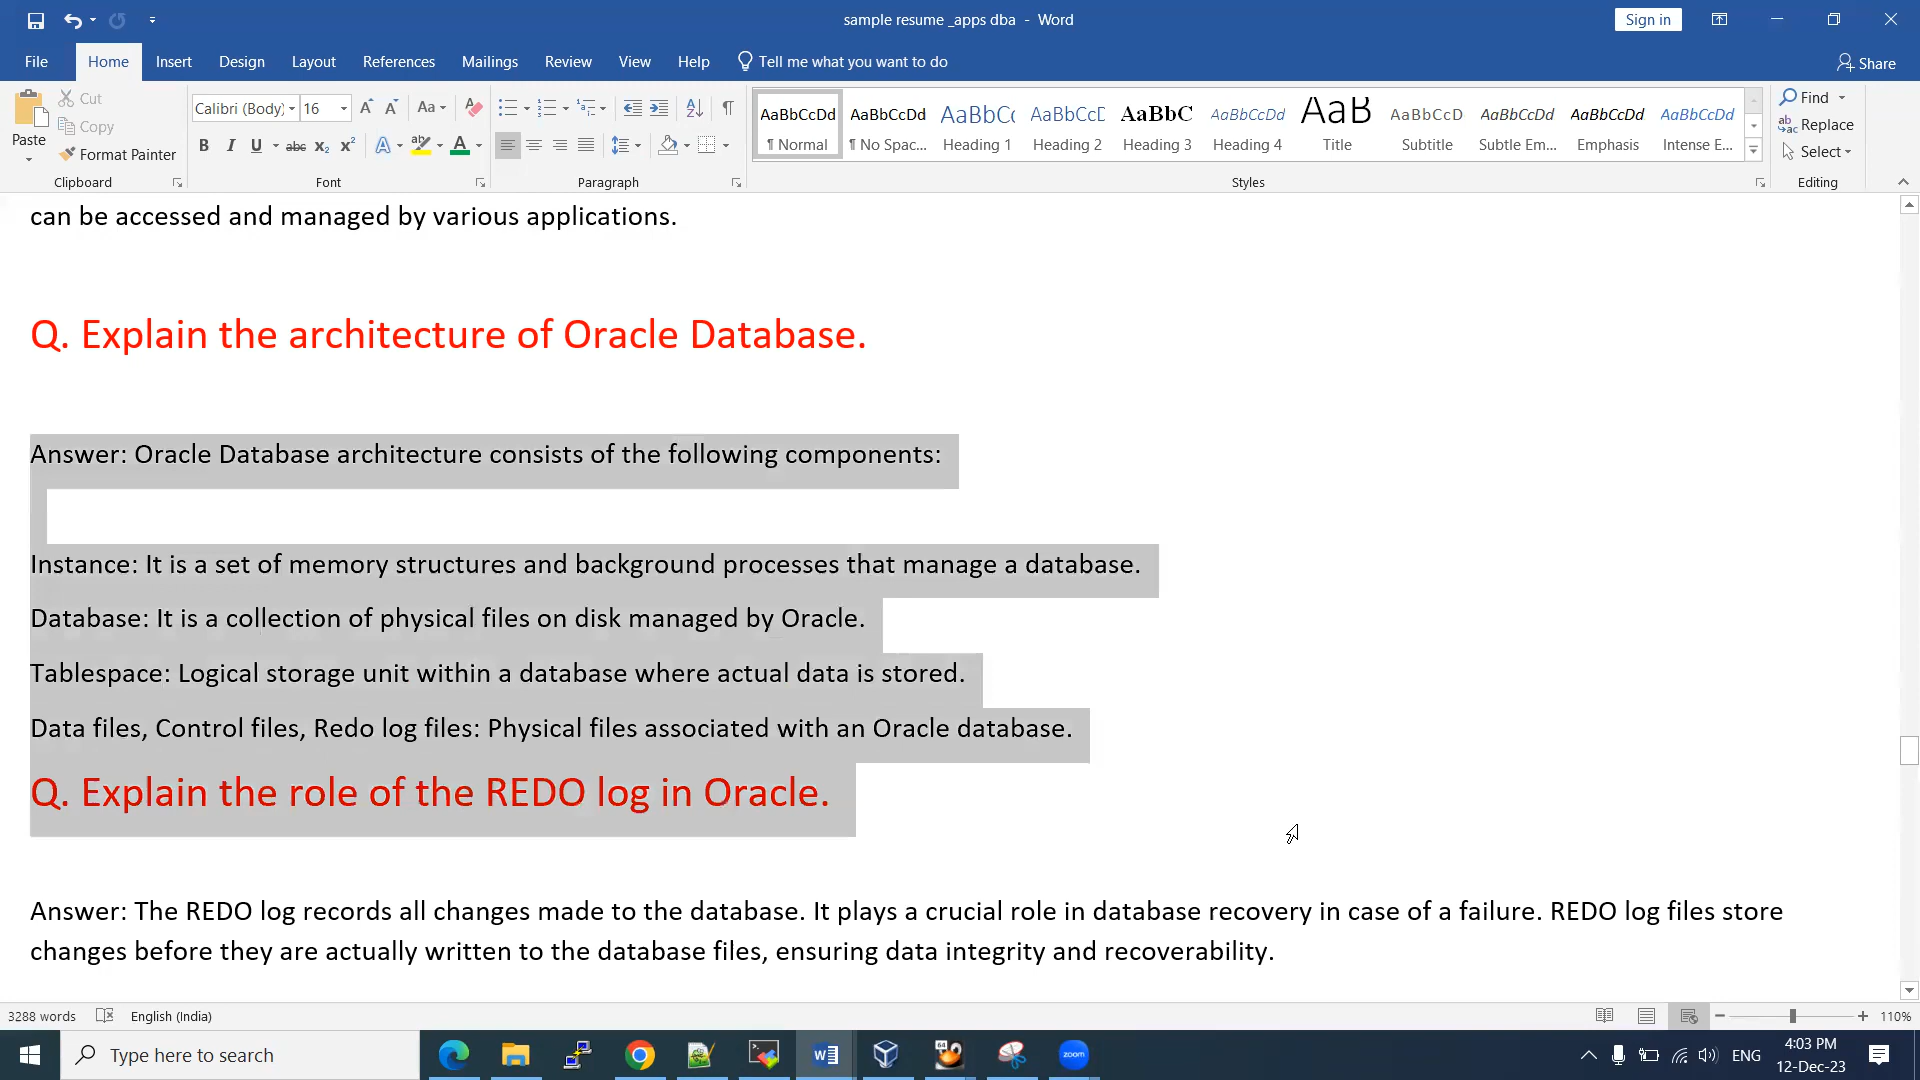 sample resume _apps dba - Word
Sign in
File Home Insert Design Layout References Mailings Review View Help Tell me what you want to do Share
Paste
Cut
Copy
Format Painter
Clipboard
Calibri (Body) 16
Font
Paragraph
AaBbCcDd AaBbCcDd AaBbCc AaBbCcD AaBbC AaBbCcDd AaB AaBbCcD AaBbCcDd AaBbCcDd AaBbCcDd
¶ Normal ¶ No Spac... Heading 1 Heading 2 Heading 3 Heading 4 Title Subtitle Subtle Em... Emphasis Intense E...
Styles
Find
Replace
Select
Editing
can be accessed and managed by various applications.
Q. Explain the architecture of Oracle Database.
Answer: Oracle Database architecture consists of the following components:
Instance: It is a set of memory structures and background processes that manage a database.
Database: It is a collection of physical files on disk managed by Oracle.
Tablespace: Logical storage unit within a database where actual data is stored.
Data files, Control files, Redo log files: Physical files associated with an Oracle database.
Q. Explain the role of the REDO log in Oracle.
Answer: The REDO log records all changes made to the database. It plays a crucial role in database recovery in case of a failure. REDO log files store
changes before they are actually written to the database files, ensuring data integrity and recoverability.
3288 words English (India) 110%
Type here to search
zoom
ENG
4:03 PM
12-Dec-23